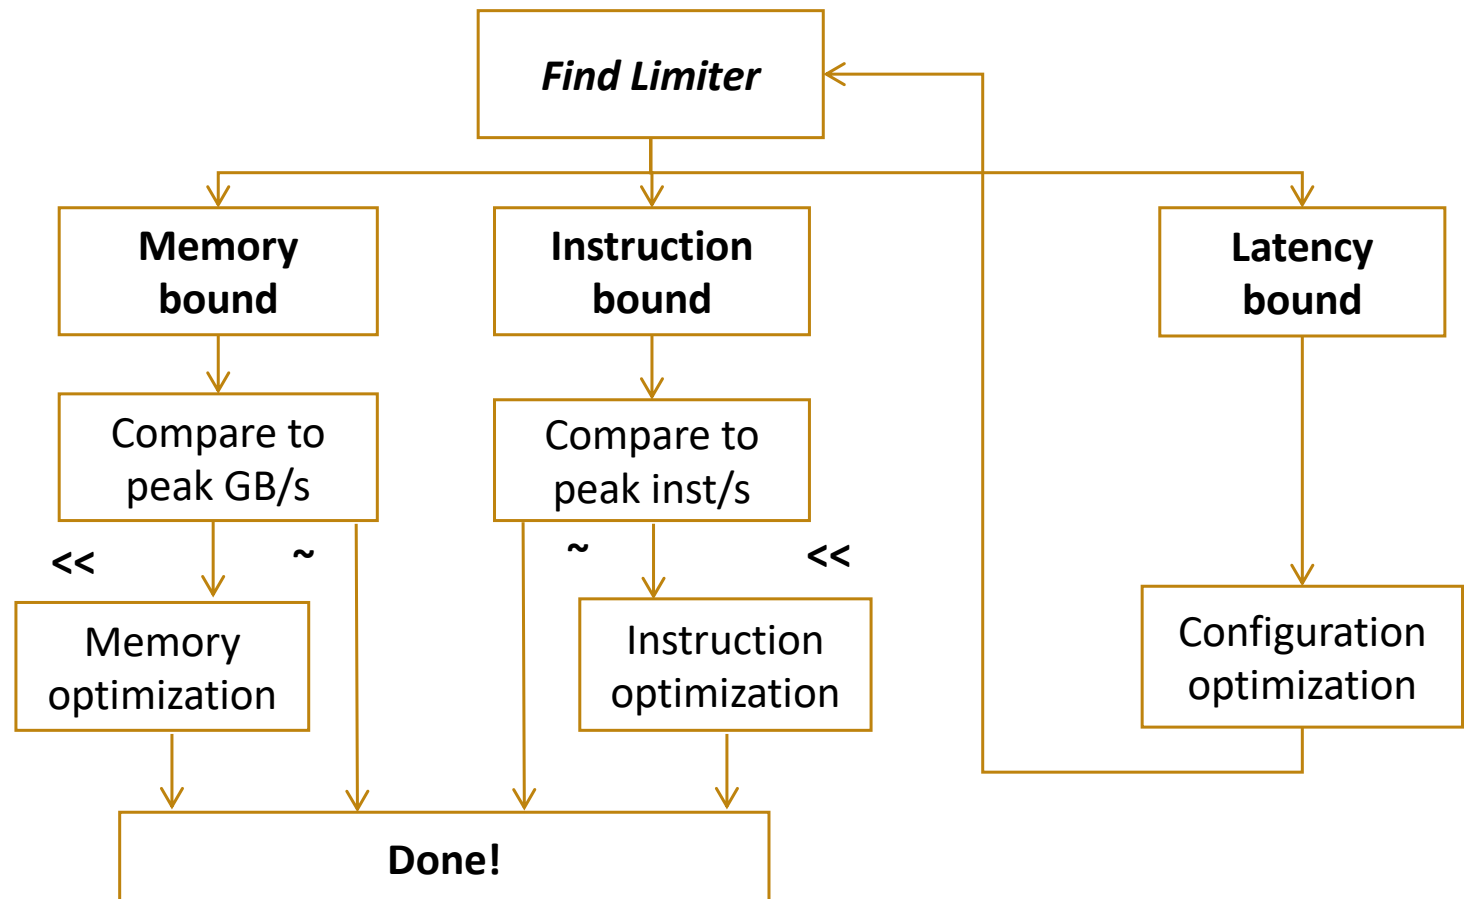 Find Limiter
Memory
bound
Instruction
bound
Latency
bound
Compare to
peak GB/s
Compare to
peak inst/s
<<
~
~
<<
Memory
optimization
Instruction
optimization
Configuration
optimization
Done!